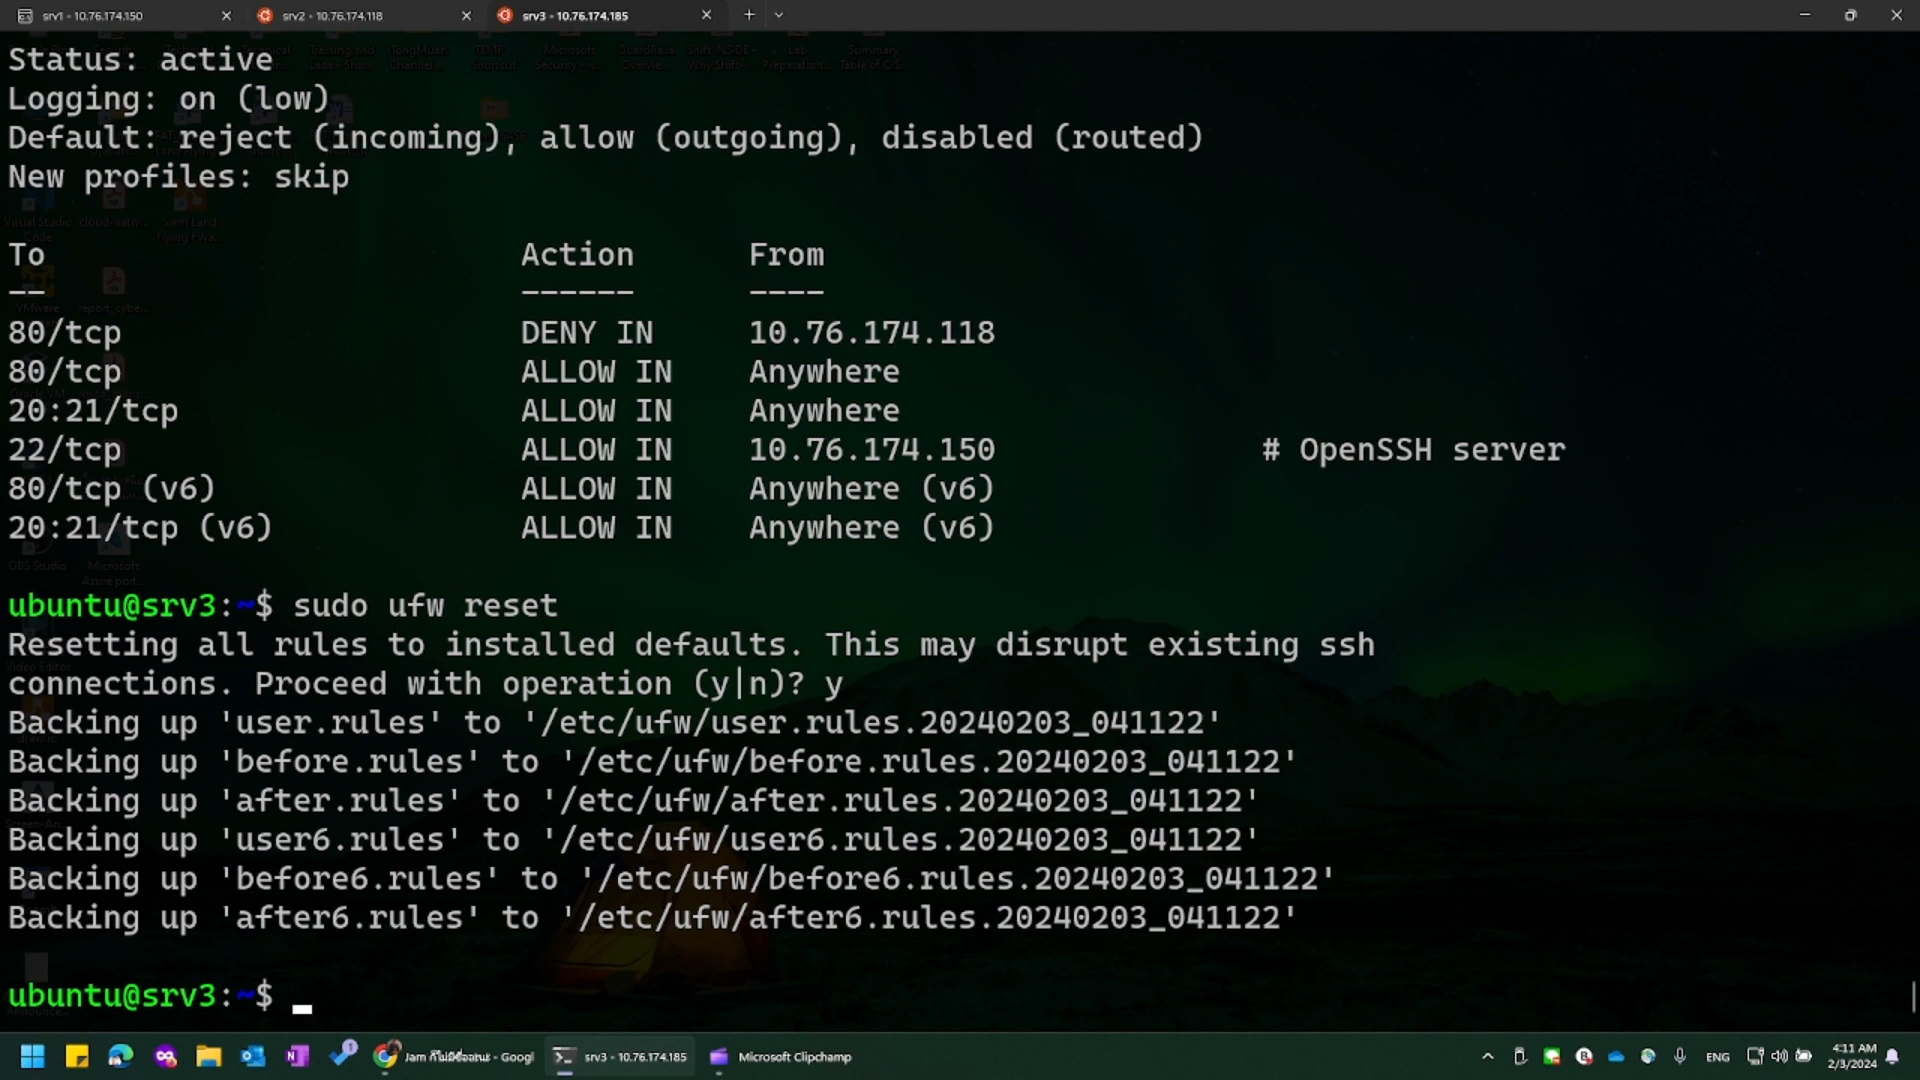 srv1 - 10.76.174.150
srv2 - 10.76.174.118
srv3 - 10.76.174.185
Status: active
Logging: on (low)
Default: reject (incoming), allow (outgoing), disabled (routed)
New profiles: skip
To Action From
-- ------ ----
80/tcp DENY IN 10.76.174.118
80/tcp ALLOW IN Anywhere
20:21/tcp ALLOW IN Anywhere
22/tcp ALLOW IN 10.76.174.150 # OpenSSH server
80/tcp (v6) ALLOW IN Anywhere (v6)
20:21/tcp (v6) ALLOW IN Anywhere (v6)
ubuntu@srv3:~$ sudo ufw reset
Resetting all rules to installed defaults. This may disrupt existing ssh
connections. Proceed with operation (y|n)? y
Backing up 'user.rules' to '/etc/ufw/user.rules.20240203_041122'
Backing up 'before.rules' to '/etc/ufw/before.rules.20240203_041122'
Backing up 'after.rules' to '/etc/ufw/after.rules.20240203_041122'
Backing up 'user6.rules' to '/etc/ufw/user6.rules.20240203_041122'
Backing up 'before6.rules' to '/etc/ufw/before6.rules.20240203_041122'
Backing up 'after6.rules' to '/etc/ufw/after6.rules.20240203_041122'
ubuntu@srv3:~$
Jam - Googl
srv3 - 10.76.174.185
Microsoft Clipchamp
ENG
4:11 AM
2/3/2024